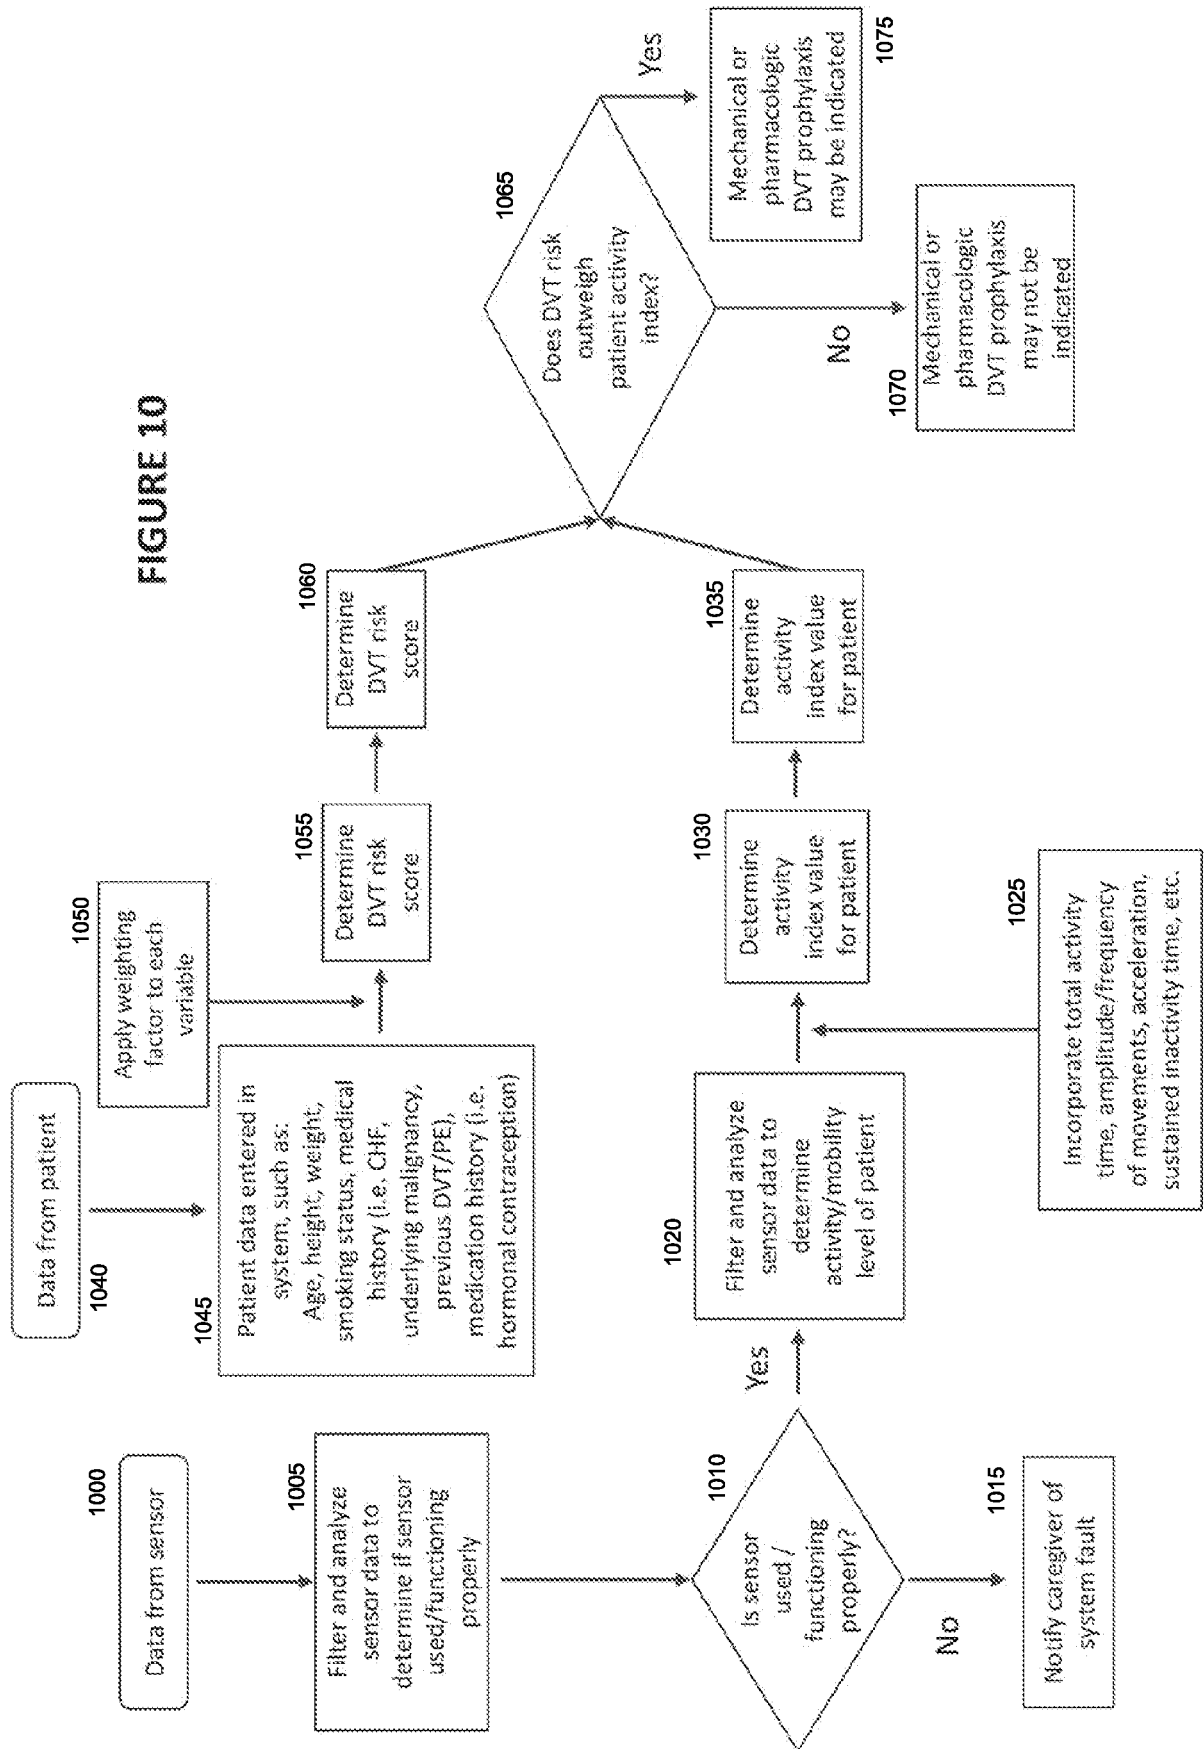 FIGURE 10
Data from sensor
1000
Filter and analyze
sensor data to
determine if sensor
used/functioning
properly
1005
Is sensor
used /
functioning
properly?
1010
No
Notify caregiver of
system fault
1015
Yes
Filter and analyze
sensor data to
determine
activity/mobility
level of patient
1020
Incorporate total activity
time, amplitude/frequency
of movements, acceleration,
sustained inactivity time, etc.
1025
Determine
activity
index value
for patient
1030
Determine
activity
index value
for patient
1035
Data from patient
1040
1045
Patient data entered in
system, such as:
Age, height, weight,
smoking status, medical
history (i.e. CHF,
underlying malignancy,
previous DVT/PE),
medication history (i.e.
hormonal contraception)
1050
Apply weighting
factor to each
variable
1055
Determine
DVT risk
score
1060
Determine
DVT risk
score
1065
Does DVT risk
outweigh
patient activity
index?
No
1070
Mechanical or
pharmacologic
DVT prophylaxis
may not be
indicated
Yes
Mechanical or
pharmacologic
DVT prophylaxis
may be indicated
1075